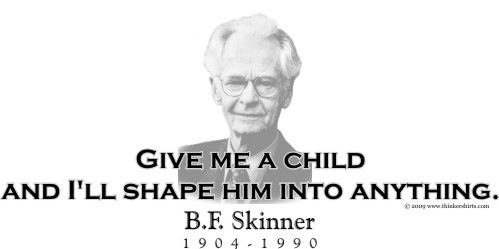 GIVE ME A CHILD
AND I'LL SHAPE HIM INTO ANYTHING.
© 2009 www.thinkershirts.com
B.F. Skinner
1904-1990